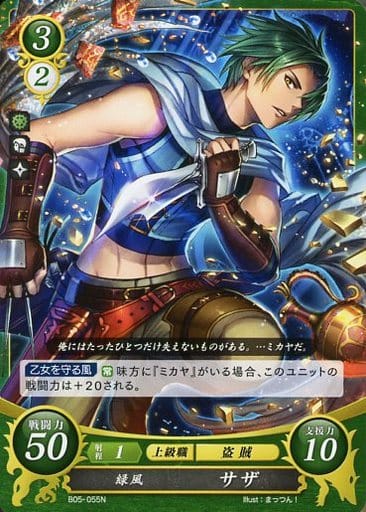 3
2
俺にはたったひとつだけ失えないものがある。…ミカヤだ。
乙女を守る風 常 味方に『ミカヤ』がいる場合、このユニットの
戦闘力は+20される。
戦闘力 50 射程 1 上級職 盗賊 支援力 10
緑風 サザ
B05-055N Illust：まっつん！